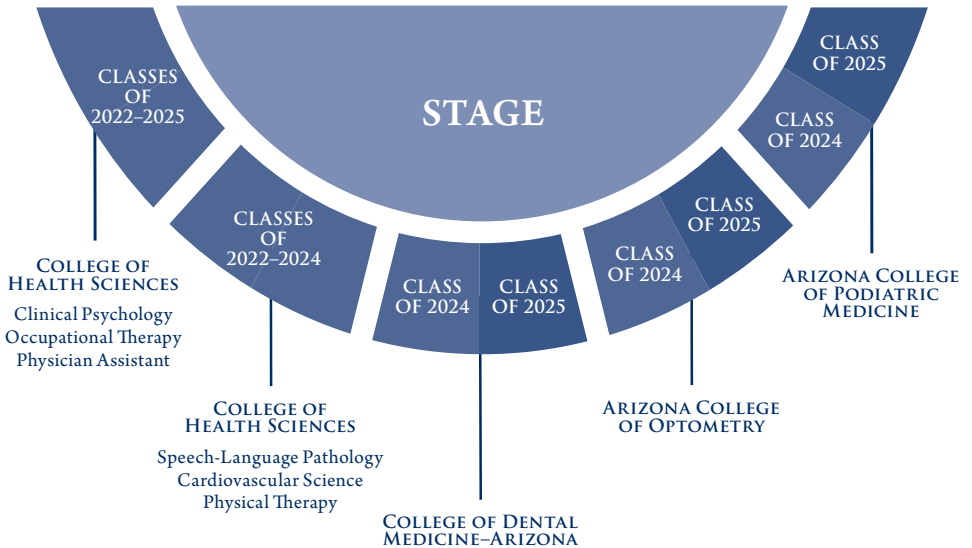 STAGE
CLASSES
OF
2022–2025
COLLEGE OF
HEALTH SCIENCES
Clinical Psychology
Occupational Therapy
Physician Assistant
CLASSES
OF
2022–2024
COLLEGE OF
HEALTH SCIENCES
Speech-Language Pathology
Cardiovascular Science
Physical Therapy
CLASS
OF 2024
CLASS
OF 2025
COLLEGE OF DENTAL
MEDICINE–ARIZONA
CLASS
OF 2024
CLASS
OF 2025
ARIZONA COLLEGE
OF OPTOMETRY
CLASS
OF 2024
CLASS
OF 2025
ARIZONA COLLEGE
OF PODIATRIC
MEDICINE